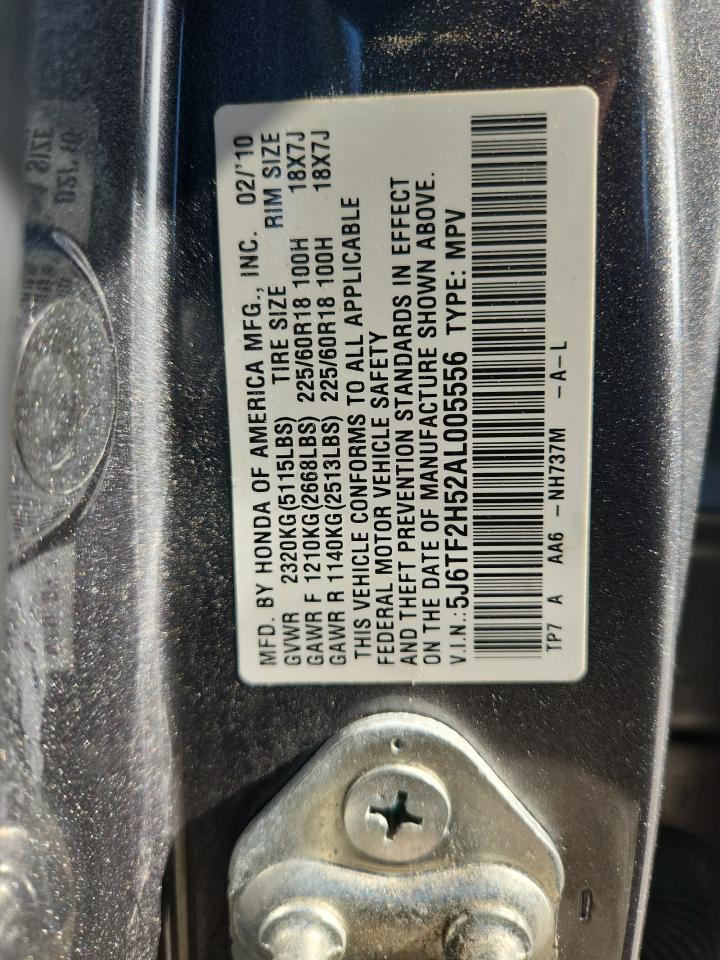 MFD. BY HONDA OF AMERICA MFG., INC. 02/'10
GVWR 2320KG(5115LBS) TIRE SIZE RIM SIZE
GAWR F 1210KG(2668LBS) 225/60R18 100H 18X7J
GAWR R 1140KG(2513LBS) 225/60R18 100H 18X7J
THIS VEHICLE CONFORMS TO ALL APPLICABLE
FEDERAL MOTOR VEHICLE SAFETY
AND THEFT PREVENTION STANDARDS IN EFFECT
ON THE DATE OF MANUFACTURE SHOWN ABOVE.
V.I.N.: 5J6TF2H52AL005556 TYPE: MPV
TP7 A AA6 -NH737M -A-L